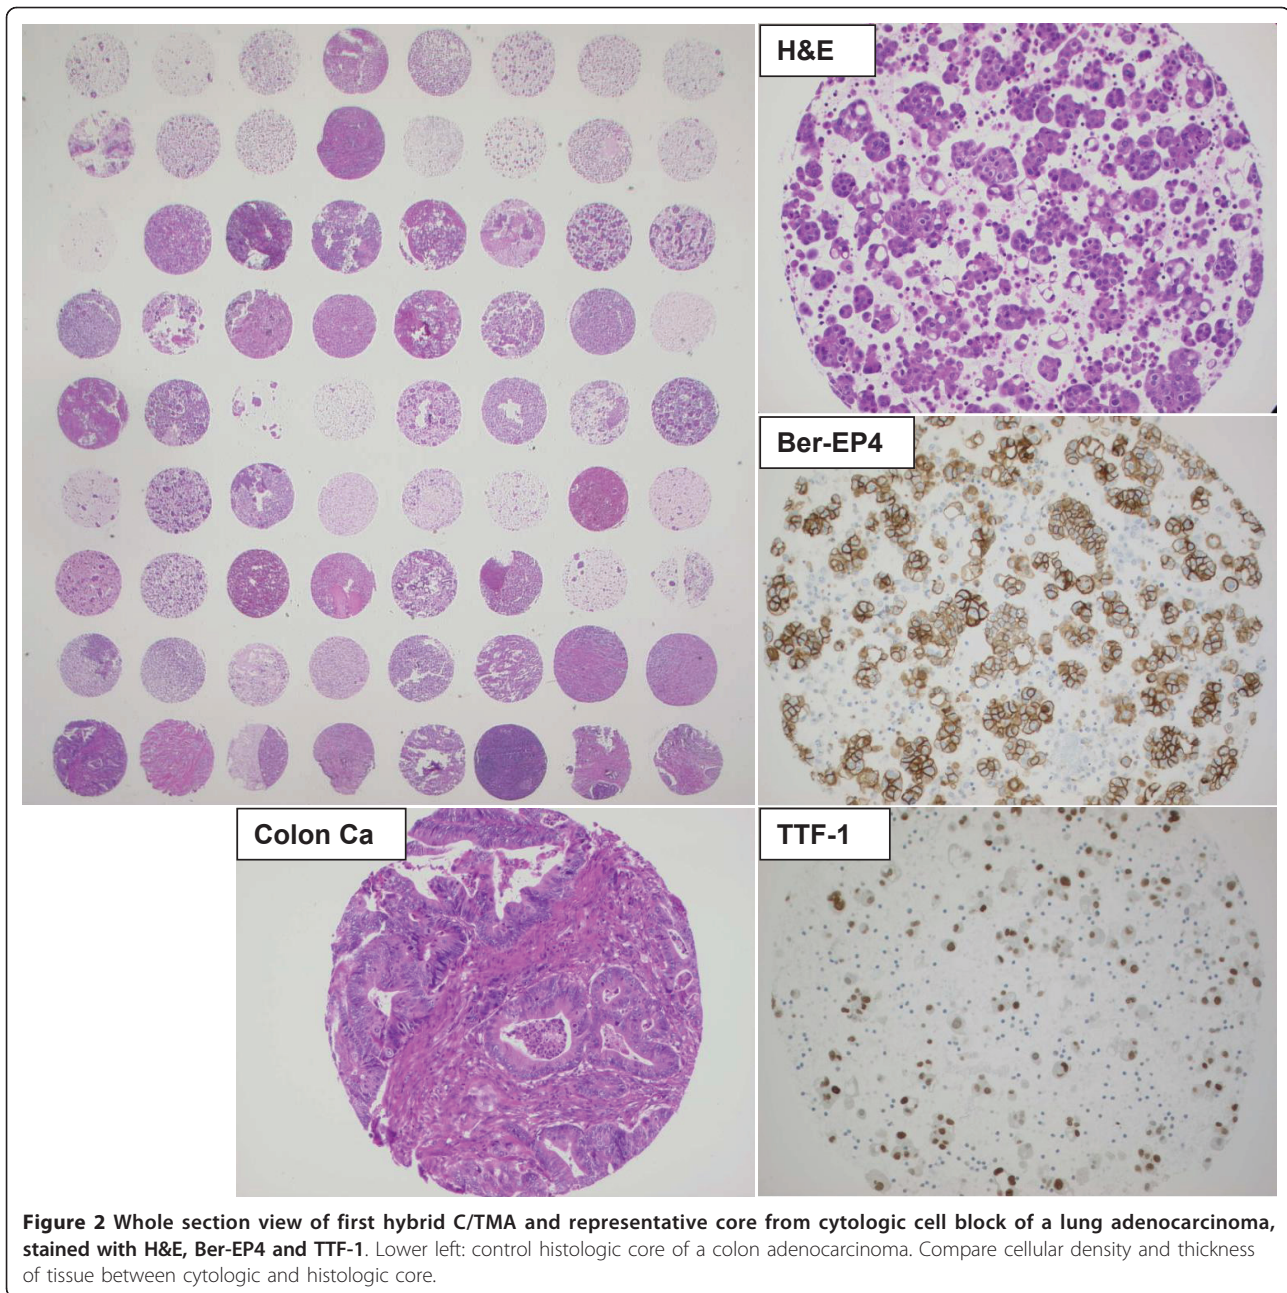 H&E
Ber-EP4
Colon Ca
TTF-1
Figure 2 Whole section view of first hybrid C/TMA and representative core from cytologic cell block of a lung adenocarcinoma,
stained with H&E, Ber-EP4 and TTF-1. Lower left: control histologic core of a colon adenocarcinoma. Compare cellular density and thickness
of tissue between cytologic and histologic core.